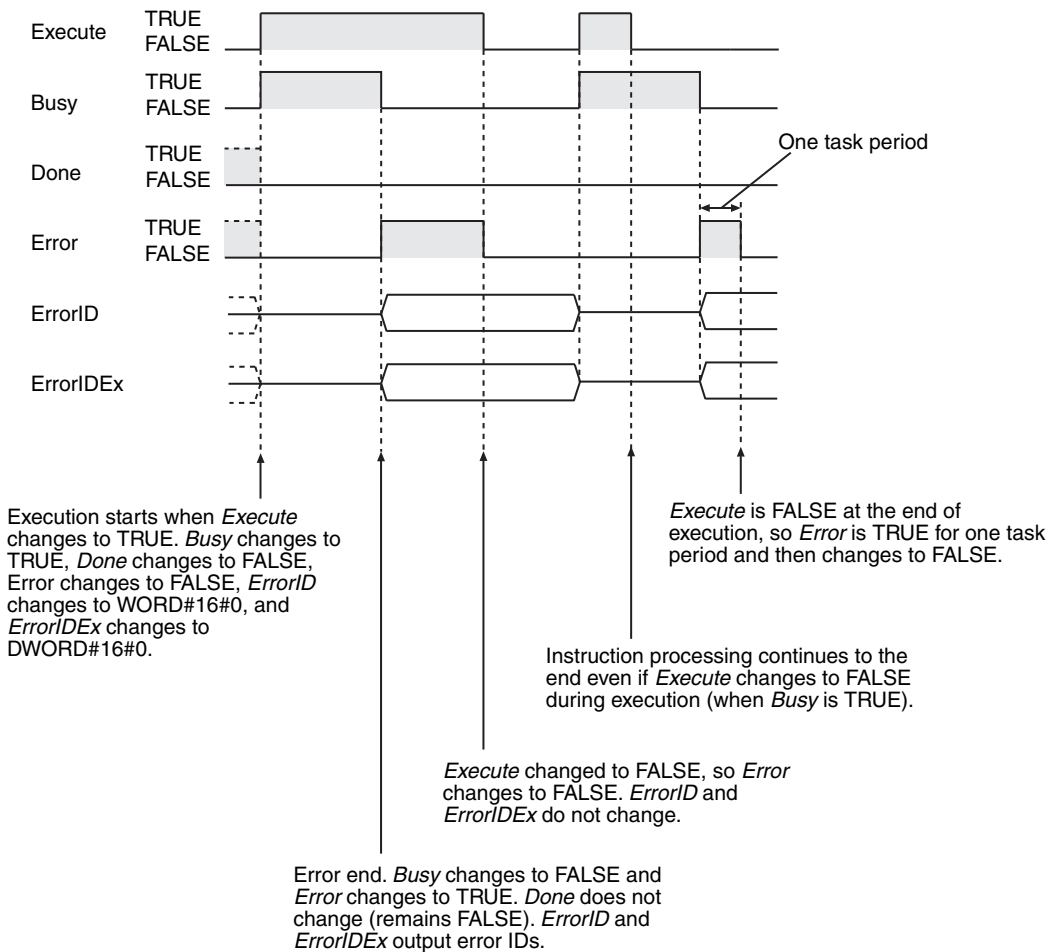 Execute
TRUE
FALSE
Busy
TRUE
FALSE
Done
TRUE
FALSE
One task period
Error
TRUE
FALSE
ErrorID
ErrorIDEx
Execution starts when Execute
changes to TRUE. Busy changes to
TRUE, Done changes to FALSE,
Error changes to FALSE, ErrorID
changes to WORD#16#0, and
ErrorIDEx changes to
DWORD#16#0.
Execute is FALSE at the end of
execution, so Error is TRUE for one task
period and then changes to FALSE.
Instruction processing continues to the
end even if Execute changes to FALSE
during execution (when Busy is TRUE).
Execute changed to FALSE, so Error
changes to FALSE. ErrorID and
ErrorIDEx do not change.
Error end. Busy changes to FALSE and
Error changes to TRUE. Done does not
change (remains FALSE). ErrorID and
ErrorIDEx output error IDs.